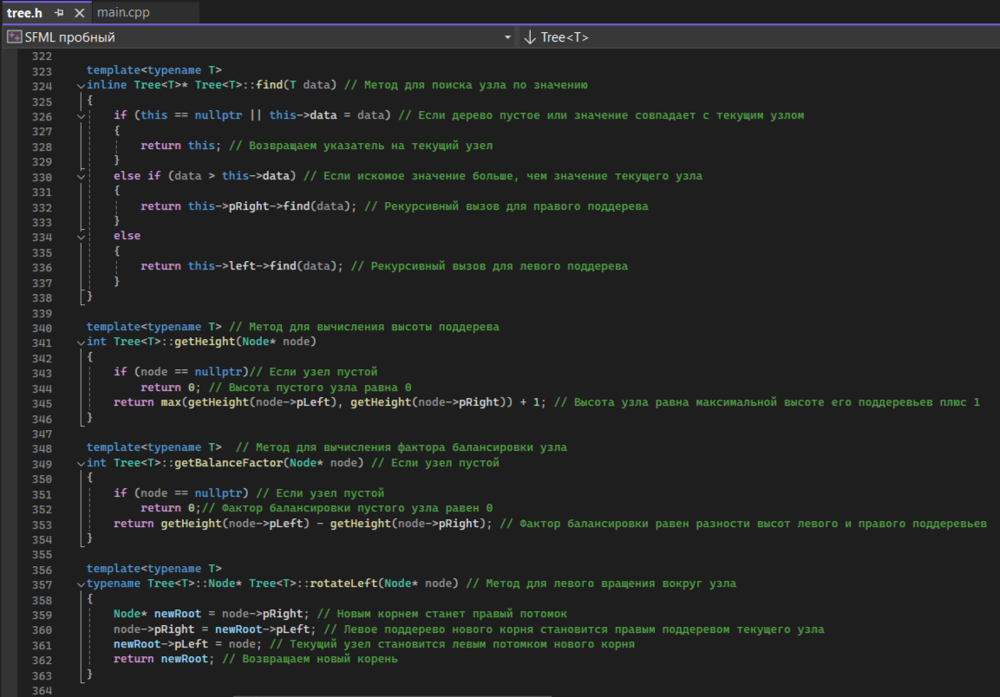 tree.h main.cpp
SFML пробный Tree<T>
322
323 template<typename T>
324 inline Tree<T>* Tree<T>::find(T data) // Метод для поиска узла по значению
325 {
326 if (this == nullptr || this->data = data) // Если дерево пустое или значение совпадает с текущим узлом
327 {
328 return this; // Возвращаем указатель на текущий узел
329 }
330 else if (data > this->data) // Если искомое значение больше, чем значение текущего узла
331 {
332 return this->pRight->find(data); // Рекурсивный вызов для правого поддерева
333 }
334 else
335 {
336 return this->left->find(data); // Рекурсивный вызов для левого поддерева
337 }
338 }
339
340 template<typename T> // Метод для вычисления высоты поддерева
341 int Tree<T>::getHeight(Node* node)
342 {
343 if (node == nullptr)// Если узел пустой
344 return 0; // Высота пустого узла равна 0
345 return max(getHeight(node->pLeft), getHeight(node->pRight)) + 1; // Высота узла равна максимальной высоте его поддеревьев плюс 1
346 }
347
348 template<typename T>  // Метод для вычисления фактора балансировки узла
349 int Tree<T>::getBalanceFactor(Node* node) // Если узел пустой
350 {
351 if (node == nullptr) // Если узел пустой
352 return 0;// Фактор балансировки пустого узла равен 0
353 return getHeight(node->pLeft) - getHeight(node->pRight); // Фактор балансировки равен разности высот левого и правого поддеревьев
354 }
355
356 template<typename T>
357 typename Tree<T>::Node* Tree<T>::rotateLeft(Node* node) // Метод для левого вращения вокруг узла
358 {
359 Node* newRoot = node->pRight; // Новым корнем станет правый потомок
360 node->pRight = newRoot->pLeft; // Левое поддерево нового корня становится правым поддеревом текущего узла
361 newRoot->pLeft = node; // Текущий узел становится левым потомком нового корня
362 return newRoot; // Возвращаем новый корень
363 }
364